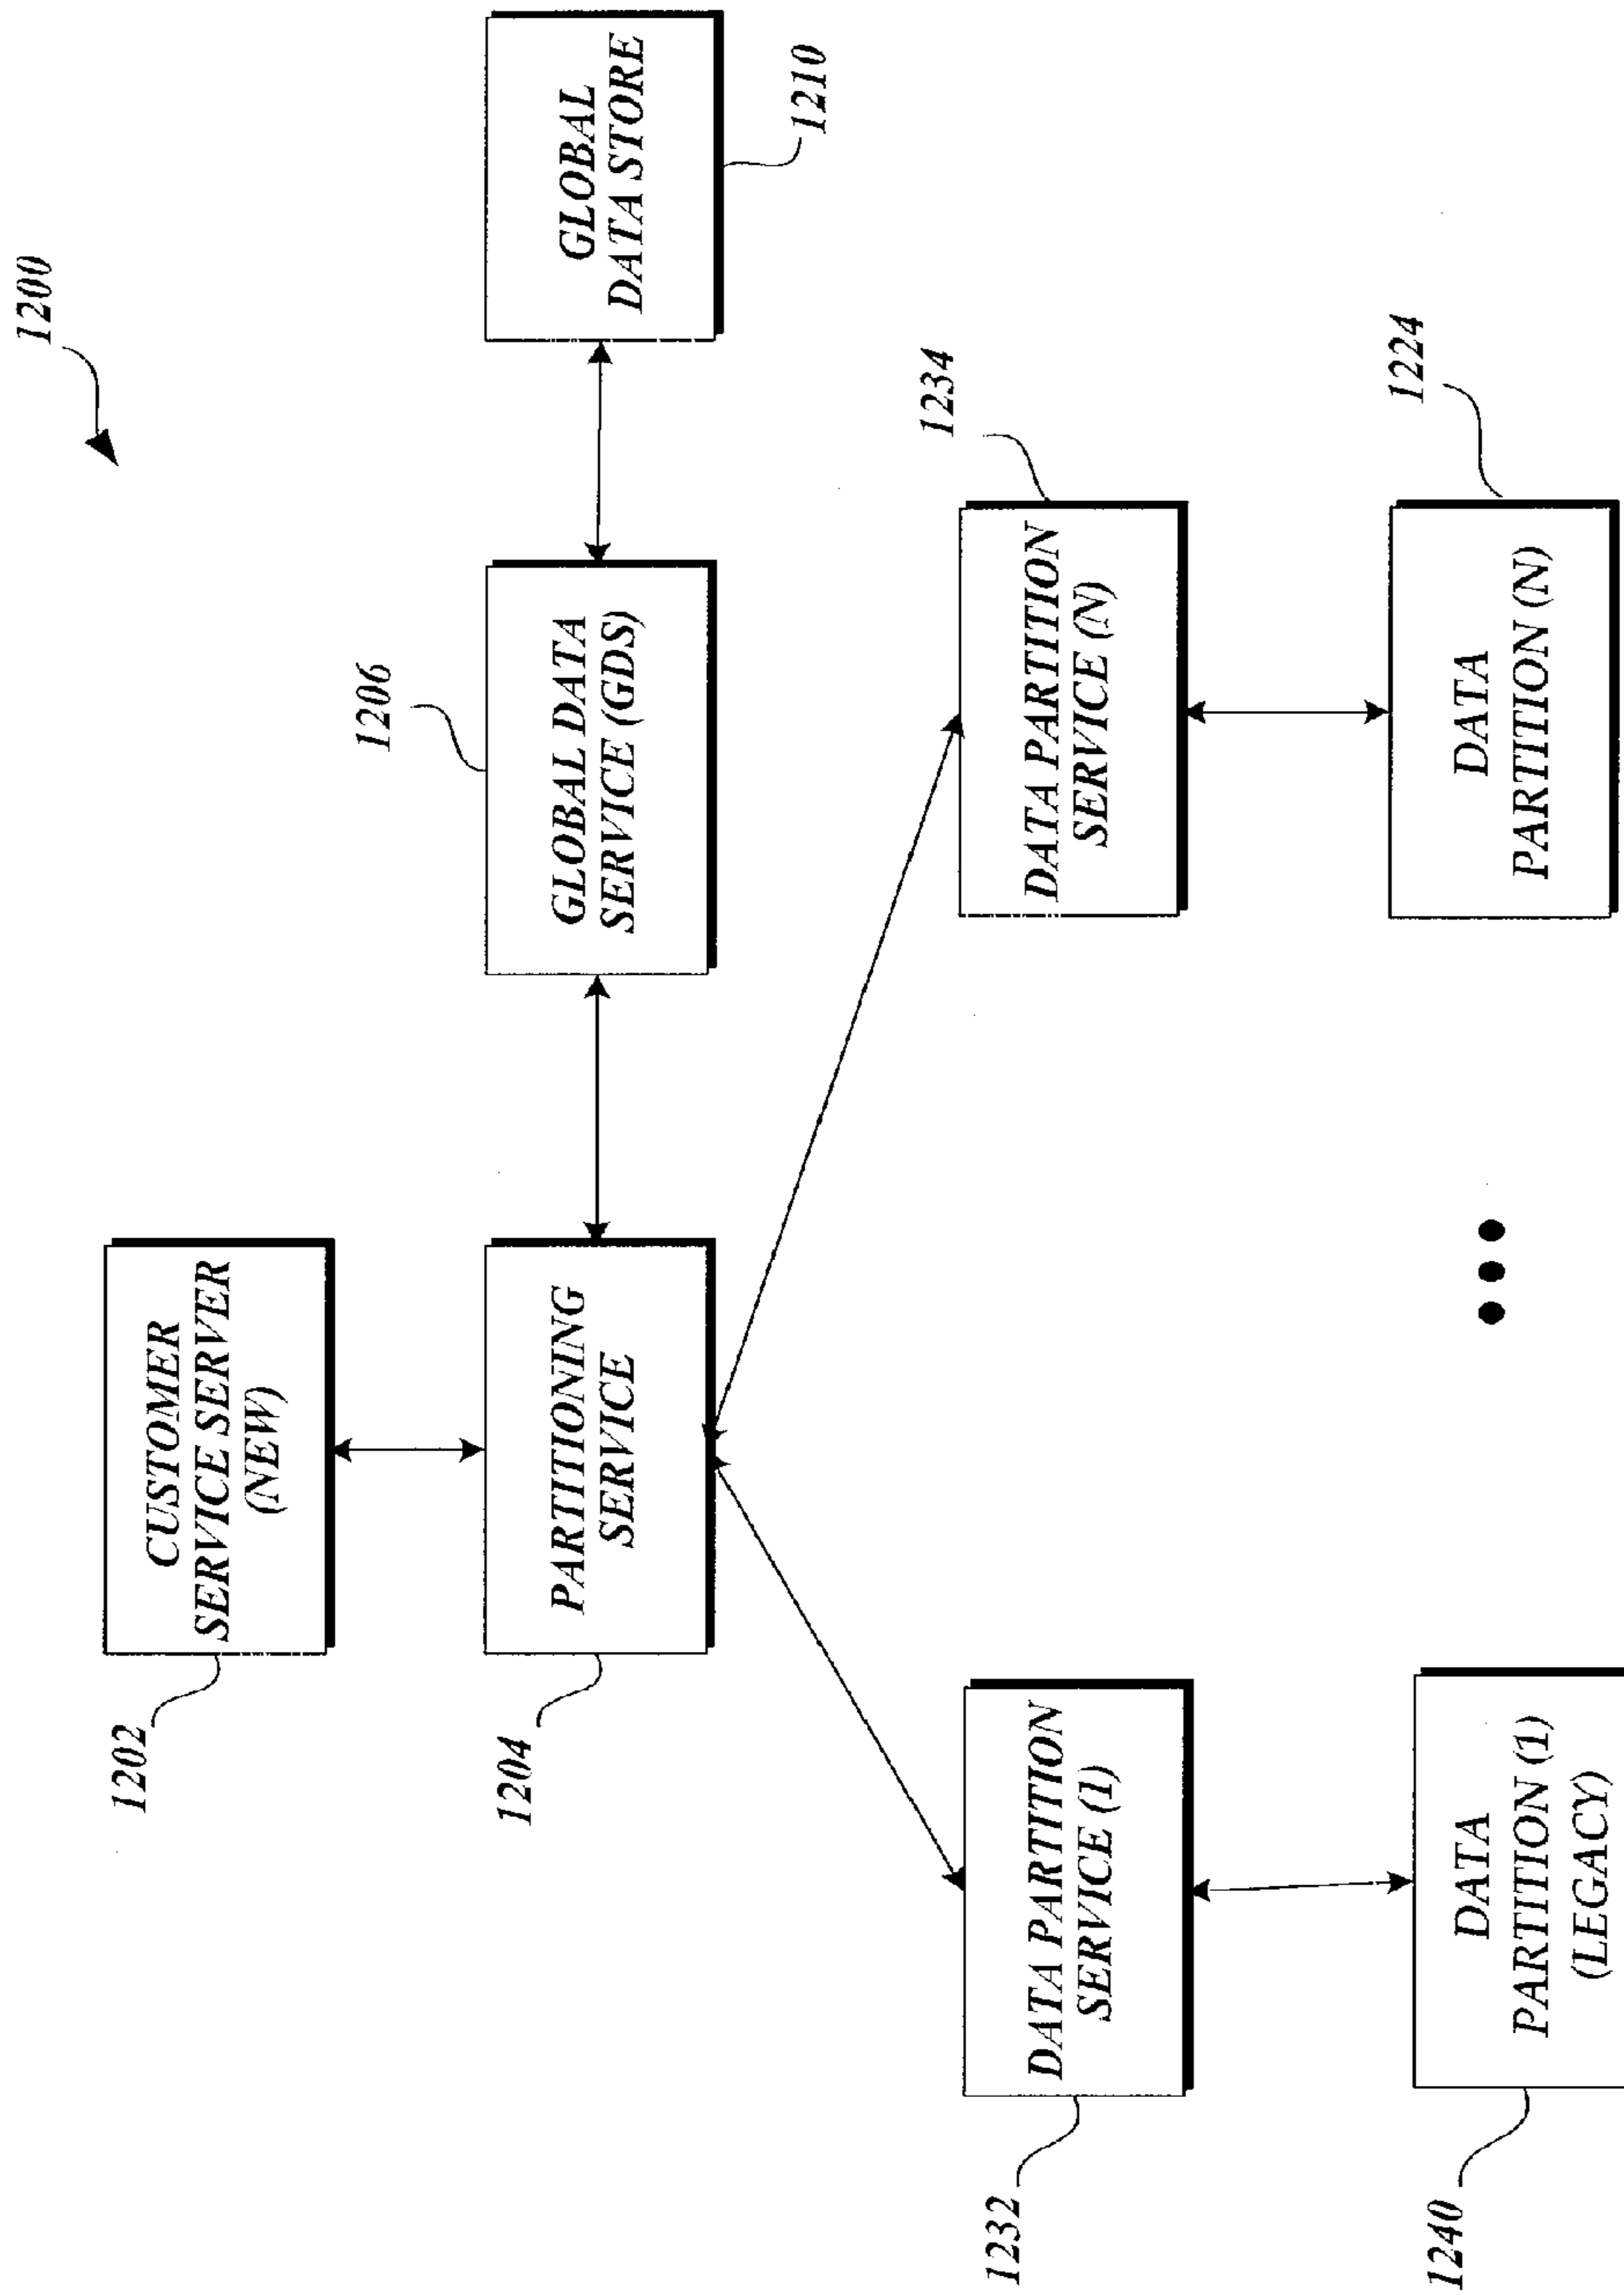 1200
CUSTOMER
SERVICE SERVER
(NEW)
1202
PARTITIONING
SERVICE
1204
GLOBAL DATA
SERVICE (GDS)
1206
GLOBAL
DATA STORE
1210
DATA PARTITION
SERVICE (1)
1232
DATA PARTITION
SERVICE (N)
1234
DATA
PARTITION (1)
(LEGACY)
1240
DATA
PARTITION (N)
1224